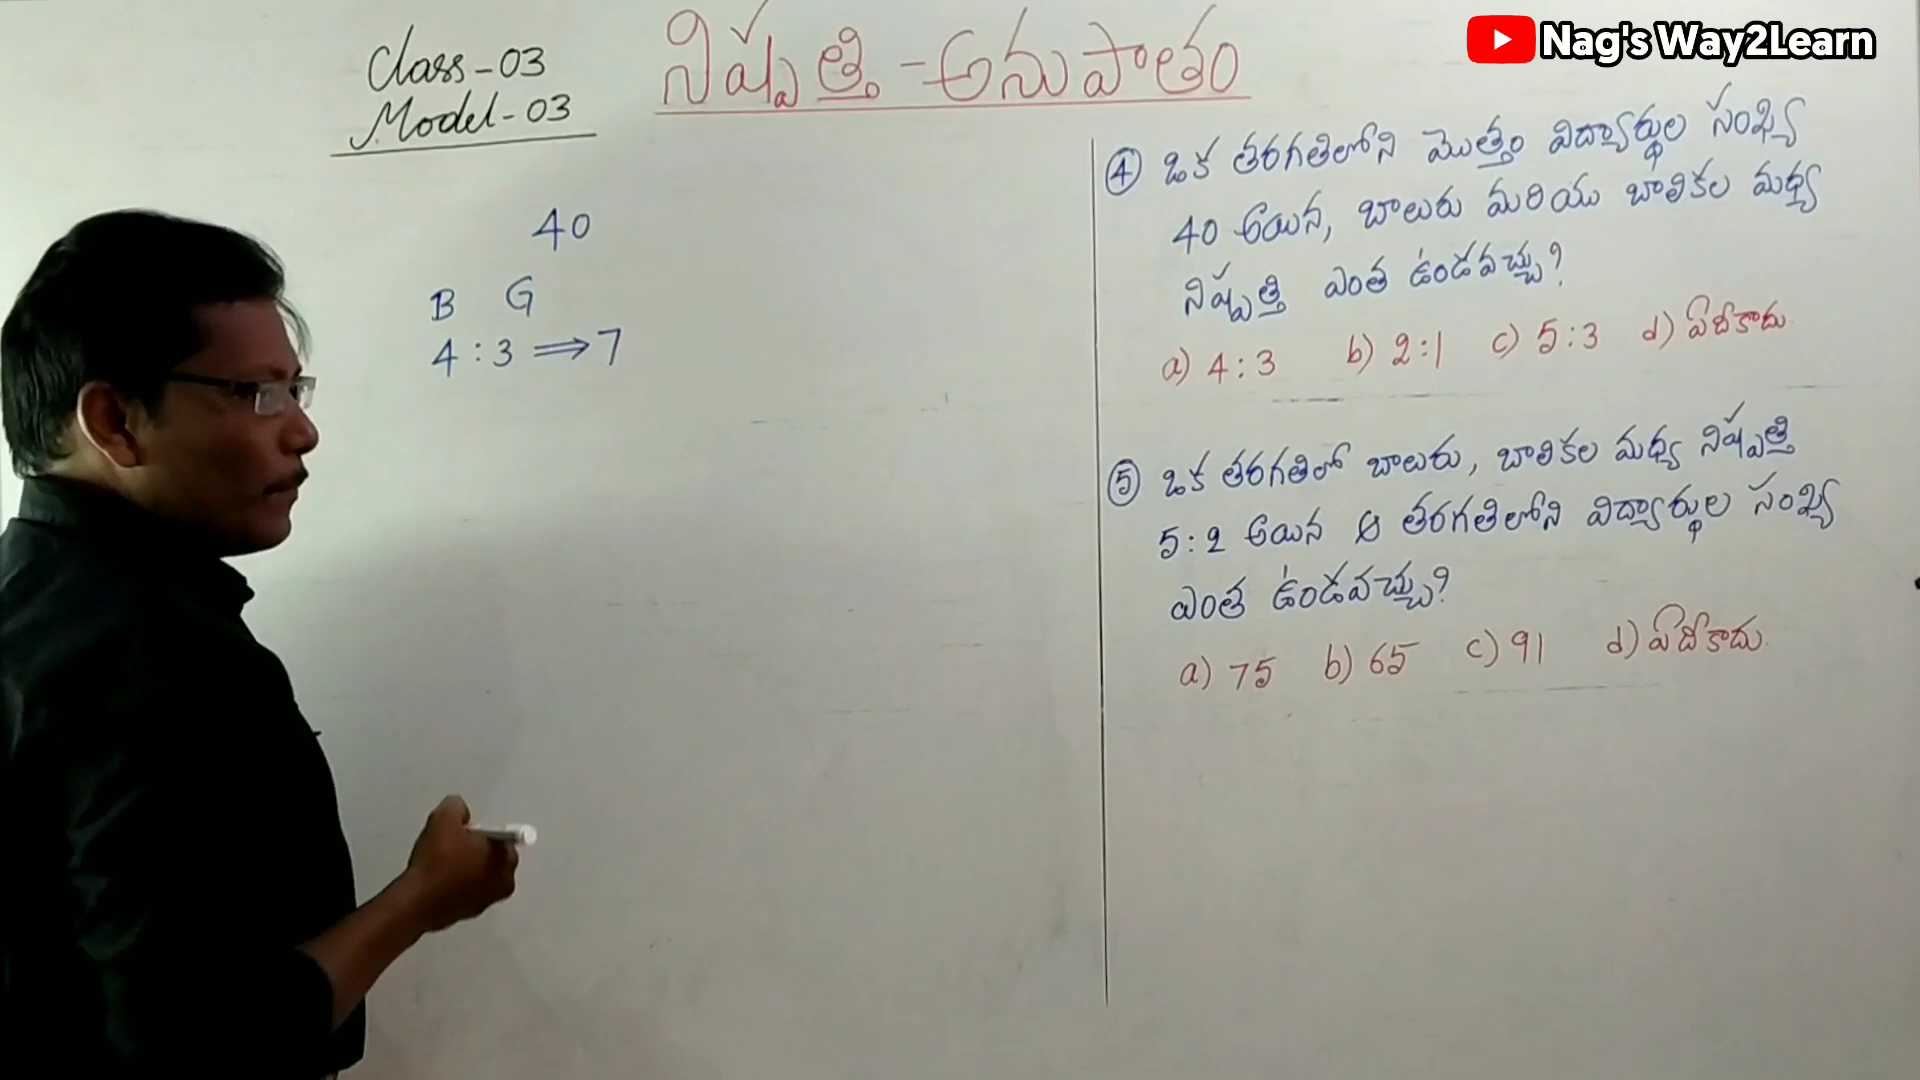 Class-03
Model-03
నిష్పత్తి - అనుపాతం
Nag's Way2Learn
40
B G
4 : 3 ⟹ 7
④ ఒక తరగతిలోని మొత్తం విద్యార్థుల సంఖ్య
40 అయిన, బాలురు మరియు బాలికల మధ్య
నిష్పత్తి ఎంత ఉండవచ్చు?
a) 4 : 3 b) 2 : 1 c) 5 : 3 d) ఏదీకాదు.
⑤ ఒక తరగతిలో బాలురు, బాలికల మధ్య నిష్పత్తి
5 : 2 అయిన ఆ తరగతిలోని విద్యార్థుల సంఖ్య
ఎంత ఉండవచ్చు?
a) 75 b) 65 c) 91 d) ఏదీకాదు.